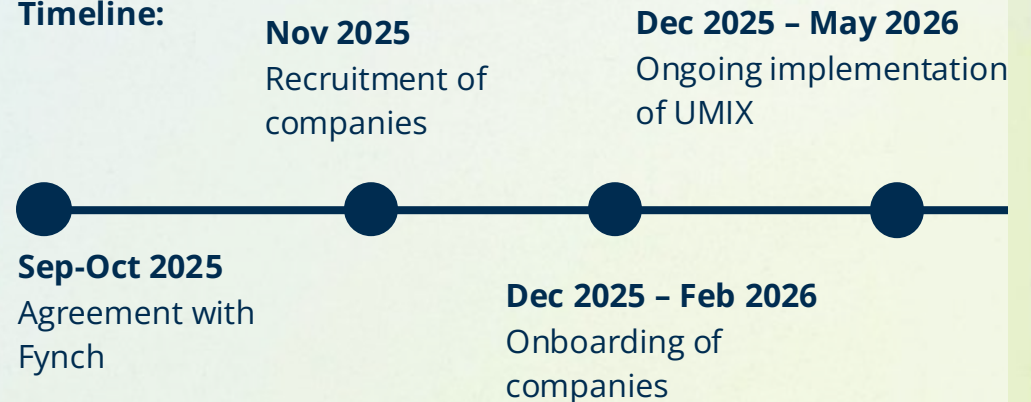 Timeline:
Nov 2025
Recruitment of
companies
Dec 2025 – May 2026
Ongoing implementation
of UMIX
Sep-Oct 2025
Agreement with
Fynch
Dec 2025 – Feb 2026
Onboarding of
companies